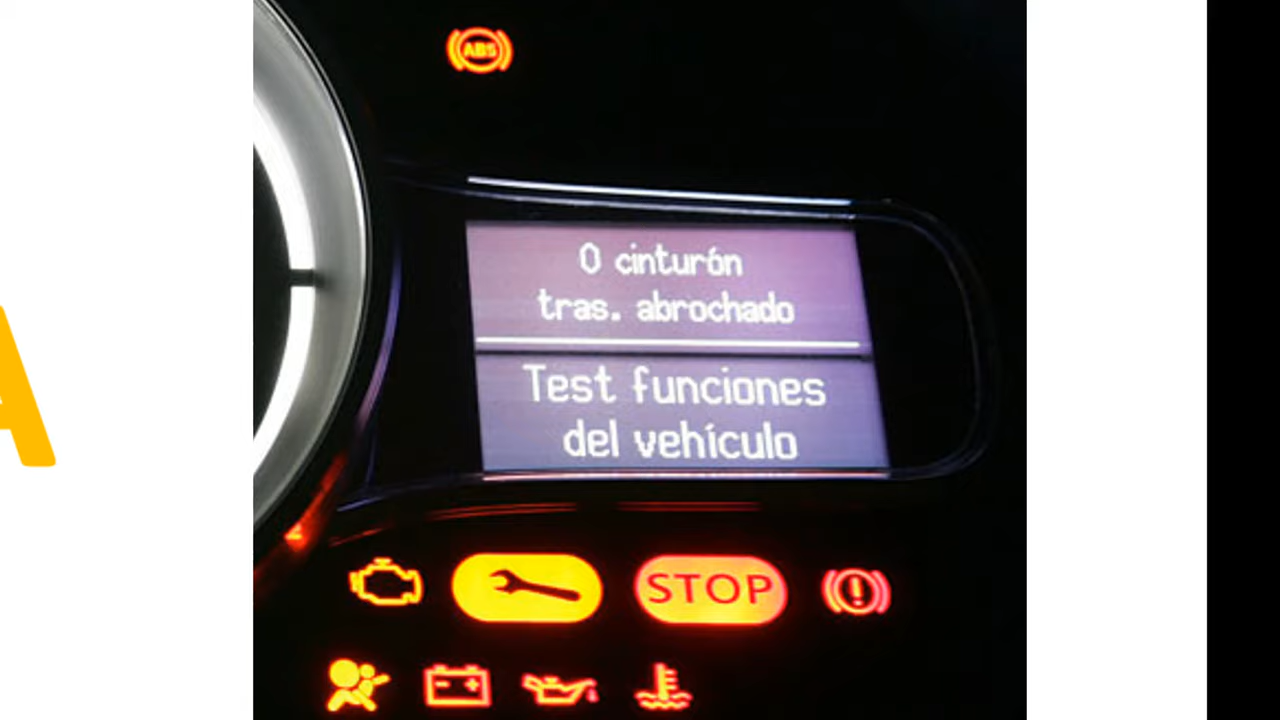 ABS
0 cinturón
tras. abrochado
Test funciones
del vehículo
STOP
A